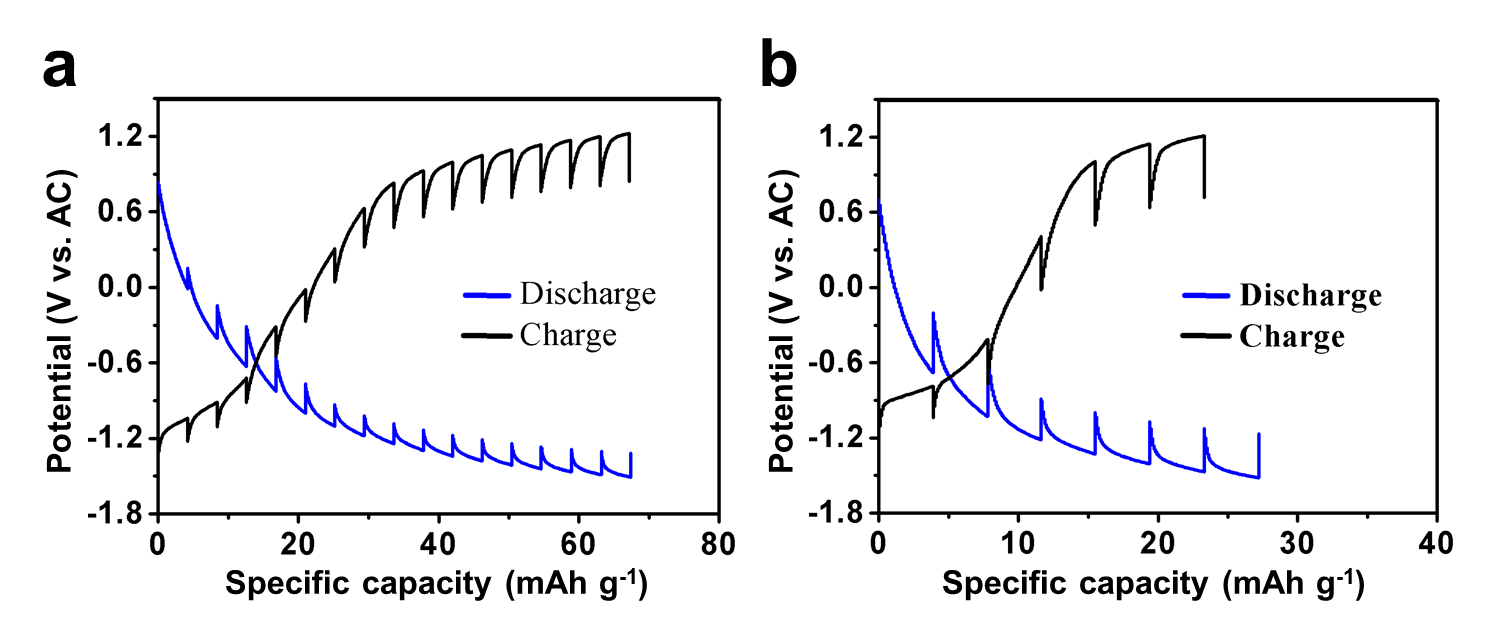 a
1.2
0.6
0.0
-0.6
-1.2
-1.8
0
20
40
60
80
Potential (V vs. AC)
Specific capacity (mAh g⁻¹)
Discharge
Charge
b
1.2
0.6
0.0
-0.6
-1.2
-1.8
0
10
20
30
40
Potential (V vs. AC)
Specific capacity (mAh g⁻¹)
Discharge
Charge